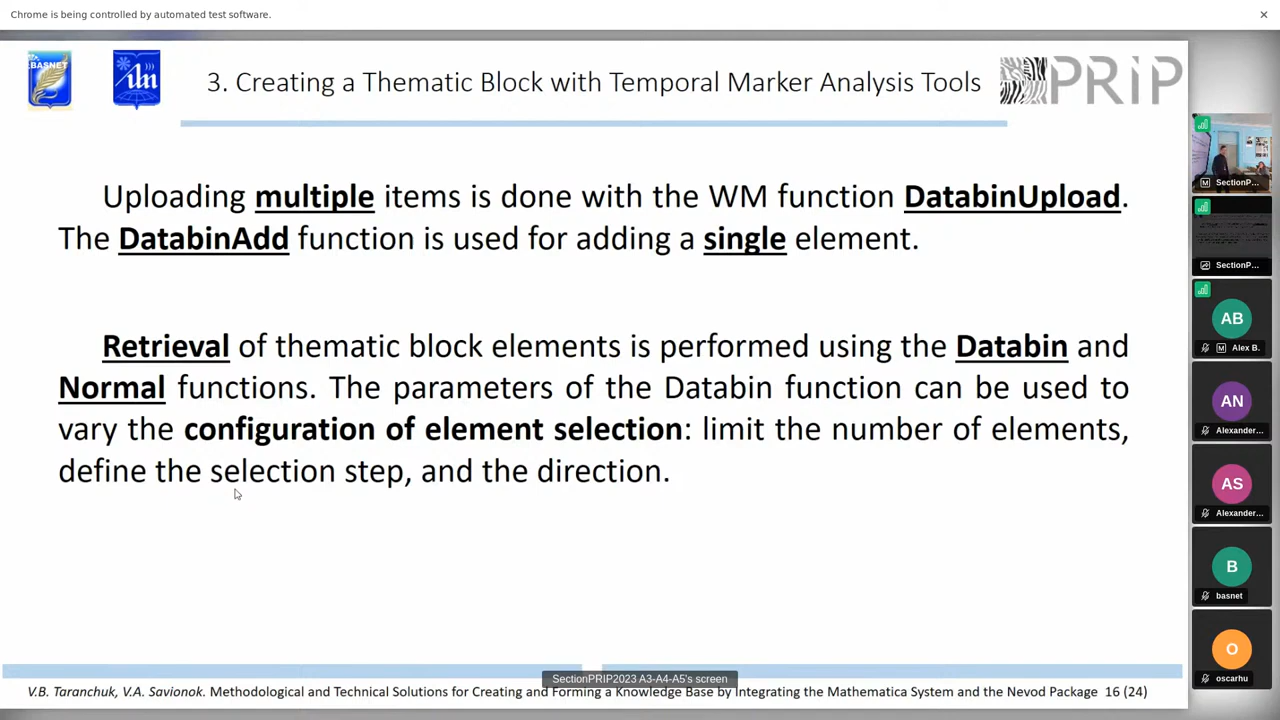 Chrome is being controlled by automated test software.
BASNET
3. Creating a Thematic Block with Temporal Marker Analysis Tools
PRIP
Uploading multiple items is done with the WM function DatabinUpload.
The DatabinAdd function is used for adding a single element.
Retrieval of thematic block elements is performed using the Databin and
Normal functions. The parameters of the Databin function can be used to
vary the configuration of element selection: limit the number of elements,
define the selection step, and the direction.
SectionPRIP2023 A3-A4-A5's screen
V.B. Taranchuk, V.A. Savionok. Methodological and Technical Solutions for Creating and Forming a Knowledge Base by Integrating the Mathematica System and the Nevod Package 16 (24)
SectionP...
SectionP...
AB
Alex B.
AN
Alexander...
AS
Alexander...
B
basnet
O
oscarhu